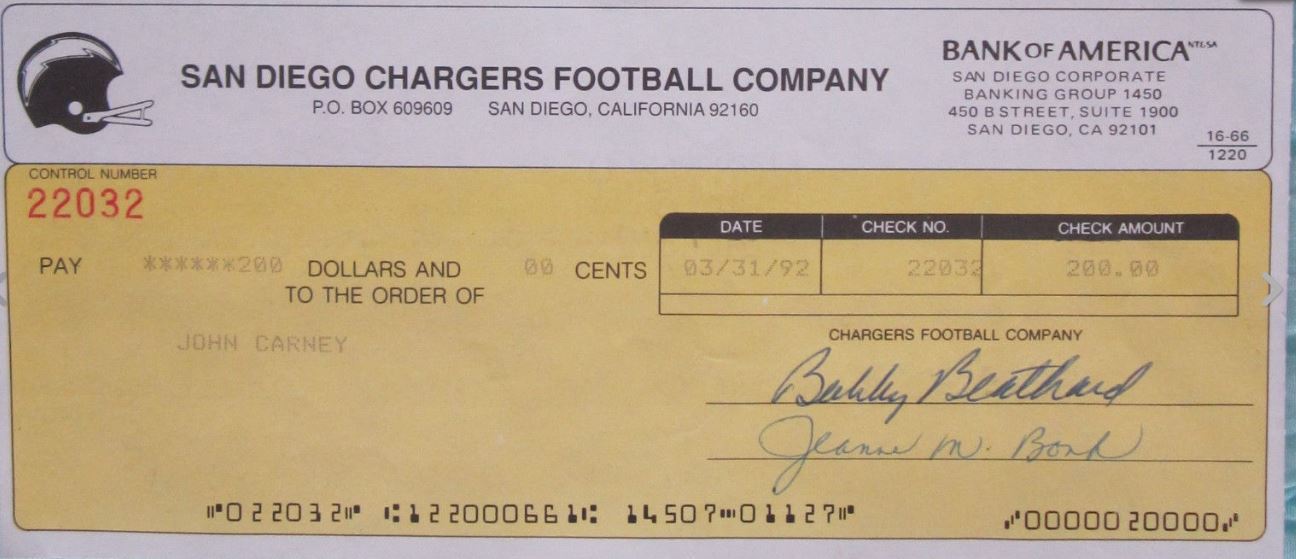 SAN DIEGO CHARGERS FOOTBALL COMPANY
P.O. BOX 609609 SAN DIEGO, CALIFORNIA 92160
BANK OF AMERICA NT&SA
SAN DIEGO CORPORATE
BANKING GROUP 1450
450 B STREET, SUITE 1900
SAN DIEGO, CA 92101
16-66
1220
CONTROL NUMBER
22032
DATE CHECK NO. CHECK AMOUNT
PAY ******200 DOLLARS AND 00 CENTS 03/31/92 22032 200.00
TO THE ORDER OF
CHARGERS FOOTBALL COMPANY
JOHN CARNEY
Bobby Beathard
Jeanne M. Bonk
⑈022032⑈ ⑆122000661⑆ 14507⑉01127⑈ ⑇0000020000⑇